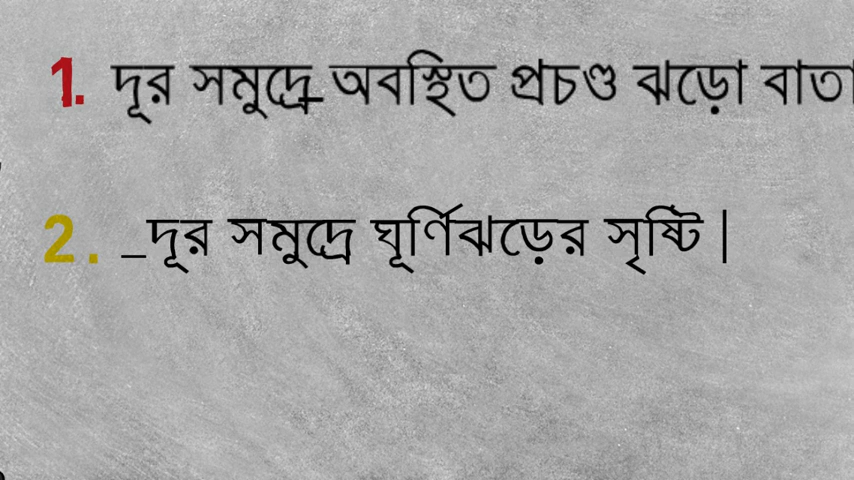 1. দূর সমুদ্রে অবস্থিত প্রচণ্ড ঝড়ো
2. _দূর সমুদ্রে ঘূর্ণিঝড়ের সৃষ্টি |